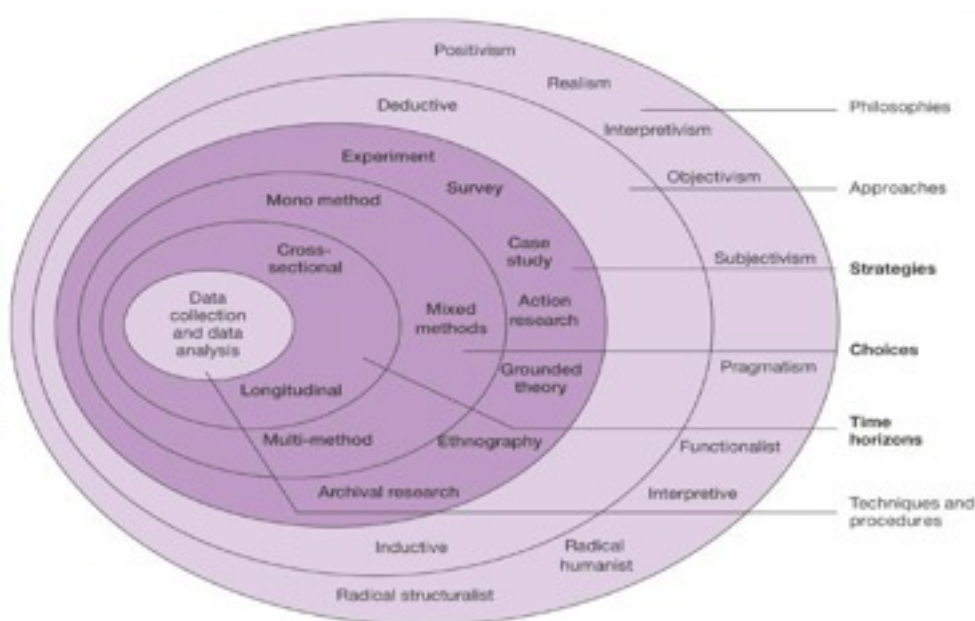 Positivism
Realism
Philosophies
Deductive
Interpretivism
Experiment
Objectivism
Approaches
Survey
Mono method
Cross-
sectional
Case
study
Subjectivism
Strategies
Data
collection
and data
analysis
Mixed
methods
Action
research
Choices
Grounded
theory
Pragmatism
Longitudinal
Time
horizons
Multi-method
Ethnography
Functionalist
Archival research
Interpretive
Techniques and
procedures
Inductive
Radical
humanist
Radical structuralist